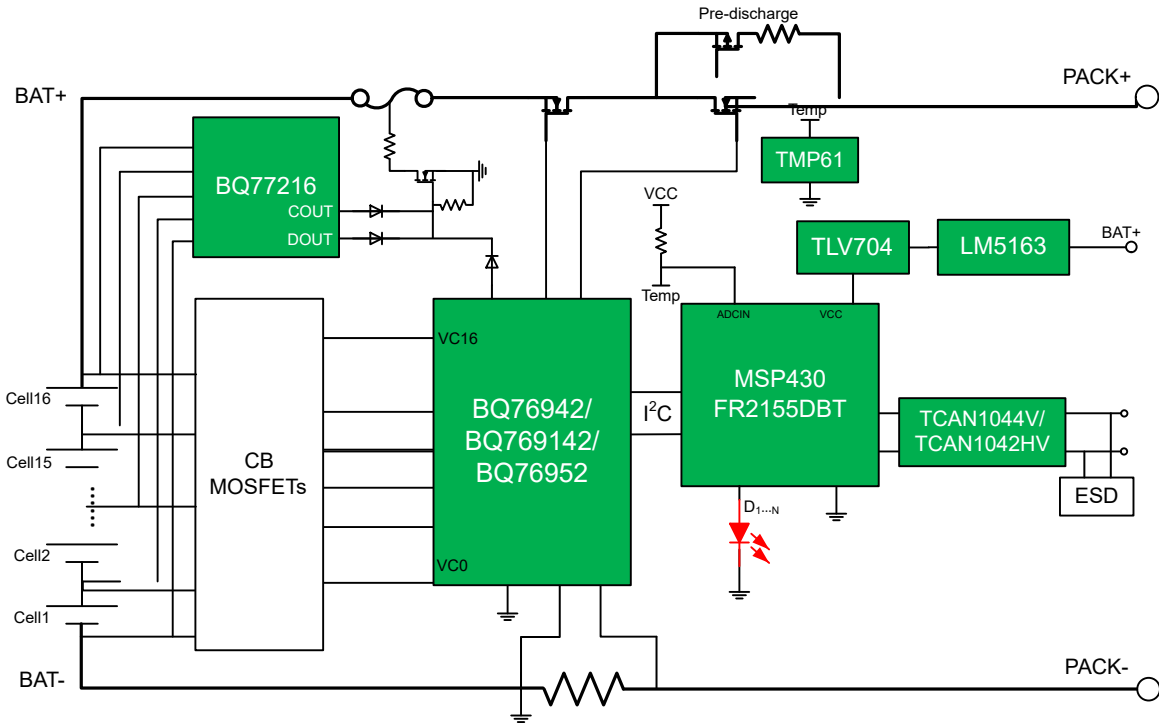 Pre-discharge
BAT+
PACK+
Temp
BQ77216
TMP61
COUT
DOUT
VCC
TLV704
LM5163
BAT+
Temp
ADCIN
VCC
VC16
MSP430
FR2155DBT
Cell16
BQ76942/
BQ769142/
BQ76952
I²C
TCAN1044V/
TCAN1042HV
Cell15
CB
MOSFETs
ESD
D1...N
Cell2
VC0
Cell1
BAT-
PACK-